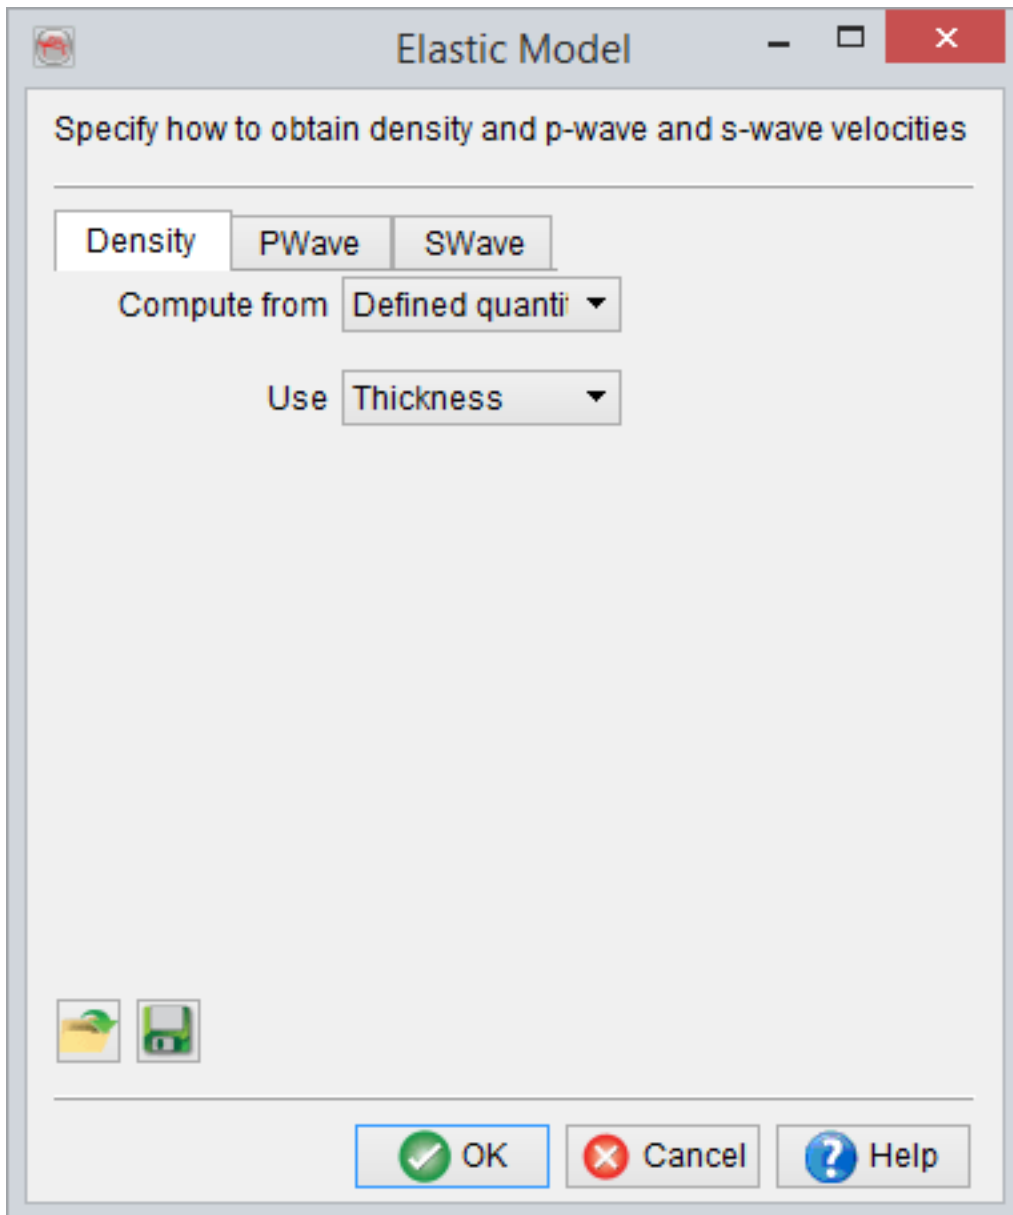 Elastic Model
Specify how to obtain density and p-wave and s-wave velocities
Density PWave SWave
Compute from Defined quanti
Use Thickness
OK Cancel Help